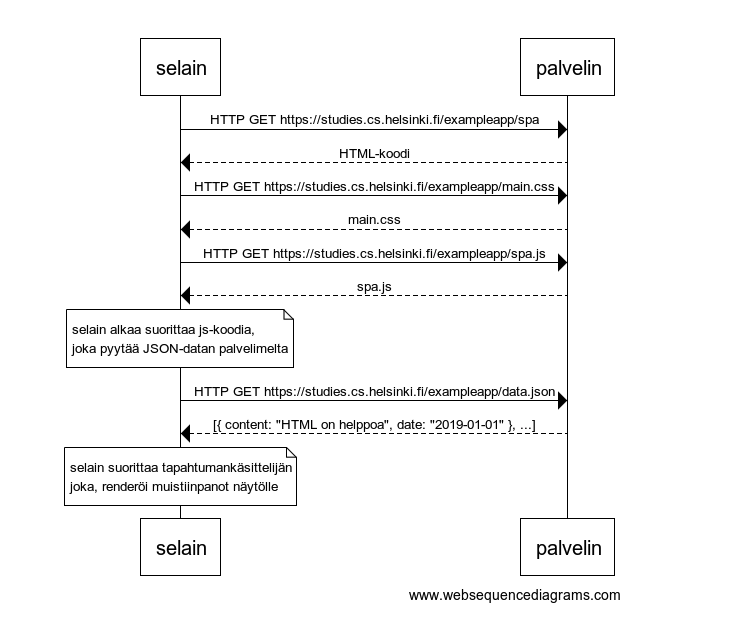 selain palvelin
HTTP GET https://studies.cs.helsinki.fi/exampleapp/spa
HTML-koodi
HTTP GET https://studies.cs.helsinki.fi/exampleapp/main.css
main.css
HTTP GET https://studies.cs.helsinki.fi/exampleapp/spa.js
spa.js
selain alkaa suorittaa js-koodia,
joka pyytää JSON-datan palvelimelta
HTTP GET https://studies.cs.helsinki.fi/exampleapp/data.json
[{ content: "HTML on helppoa", date: "2019-01-01" }, ...]
selain suorittaa tapahtumankäsittelijän
joka, renderöi muistiinpanot näytölle
selain palvelin
www.websequencediagrams.com